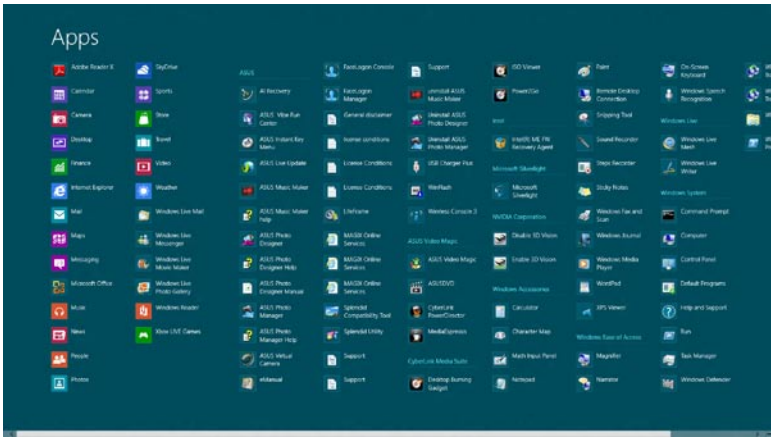 Apps
Adobe Reader X
Calendar
Camera
Desktop
Finance
Internet Explorer
Mail
Maps
Messaging
Microsoft Office
Music
News
People
Photos
SkyDrive
Sports
Store
Travel
Video
Weather
Windows Live Mail
Windows Live
Messenger
Windows Live
Movie Maker
Windows Live
Photo Gallery
Windows Reader
Xbox LIVE Games
ASUS
AI Recovery
ASUS Vibe Fun
Center
ASUS Instant Key
Menu
ASUS Live Update
ASUS Music Maker
ASUS Music Maker
Help
ASUS Photo
Designer
ASUS Photo
Designer Help
ASUS Photo
Designer Manual
ASUS Photo
Manager
ASUS Photo
Manager Help
ASUS Virtual
Camera
eManual
FaceLogon Console
FaceLogon
Manager
General disclaimer
license conditions
License Conditions
License Conditions
LifeFrame
MAGIX Online
Services
MAGIX Online
Services
MAGIX Online
Services
Splendid
Compatibility Tool
Splendid Utility
Support
Support
Support
uninstall ASUS
Music Maker
Uninstall ASUS
Photo Designer
Uninstall ASUS
Photo Manager
USB Charger Plus
WinFlash
Wireless Console 3
ASUS Video Magic
ASUS Video Magic
ASUSDVD
CyberLink
PowerDirector
MediaEspresso
CyberLink Media Suite
Desktop Burning
Gadget
ISO Viewer
Power2Go
Intel
Intel® ME FW
Recovery Agent
Microsoft Silverlight
Microsoft
Silverlight
NVIDIA Corporation
Disable 3D Vision
Enable 3D Vision
Windows Accessories
Calculator
Character Map
Math Input Panel
Notepad
Paint
Remote Desktop
Connection
Snipping Tool
Sound Recorder
Steps Recorder
Sticky Notes
Windows Fax and
Scan
Windows Journal
Windows Media
Player
WordPad
XPS Viewer
Windows Ease of Access
Magnifier
Narrator
On-Screen
Keyboard
Windows Speech
Recognition
Windows Live
Windows Live
Mesh
Windows Live
Writer
Windows System
Command Prompt
Computer
Control Panel
Default Programs
Help and Support
Run
Task Manager
Windows Defender